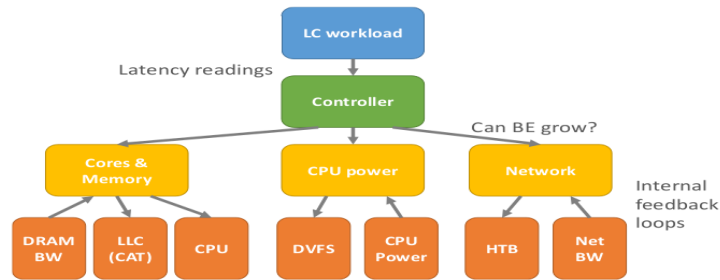 LC workload
Latency readings
Controller
Can BE grow?
Cores &
Memory
CPU power
Network
Internal
feedback
loops
DRAM
BW
LLC
(CAT)
CPU
DVFS
CPU
Power
HTB
Net
BW